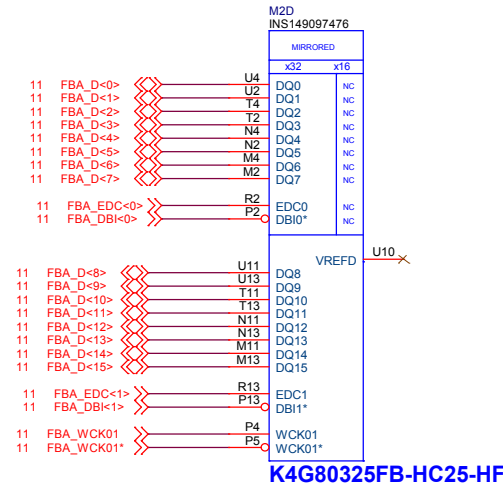 M2D
INS149097476
MIRRORED
x32 x16
11 FBA_D<0> U4 DQ0 NC
11 FBA_D<1> U2 DQ1 NC
11 FBA_D<2> T4 DQ2 NC
11 FBA_D<3> T2 DQ3 NC
11 FBA_D<4> N4 DQ4 NC
11 FBA_D<5> N2 DQ5 NC
11 FBA_D<6> M4 DQ6 NC
11 FBA_D<7> M2 DQ7 NC
11 FBA_EDC<0> R2 EDC0 NC
11 FBA_DBI<0> P2 DBI0* NC
VREFD U10
11 FBA_D<8> U11 DQ8
11 FBA_D<9> U13 DQ9
11 FBA_D<10> T11 DQ10
11 FBA_D<11> T13 DQ11
11 FBA_D<12> N11 DQ12
11 FBA_D<13> N13 DQ13
11 FBA_D<14> M11 DQ14
11 FBA_D<15> M13 DQ15
11 FBA_EDC<1> R13 EDC1
11 FBA_DBI<1> P13 DBI1*
11 FBA_WCK01 P4 WCK01
11 FBA_WCK01* P5 WCK01*
K4G80325FB-HC25-HF